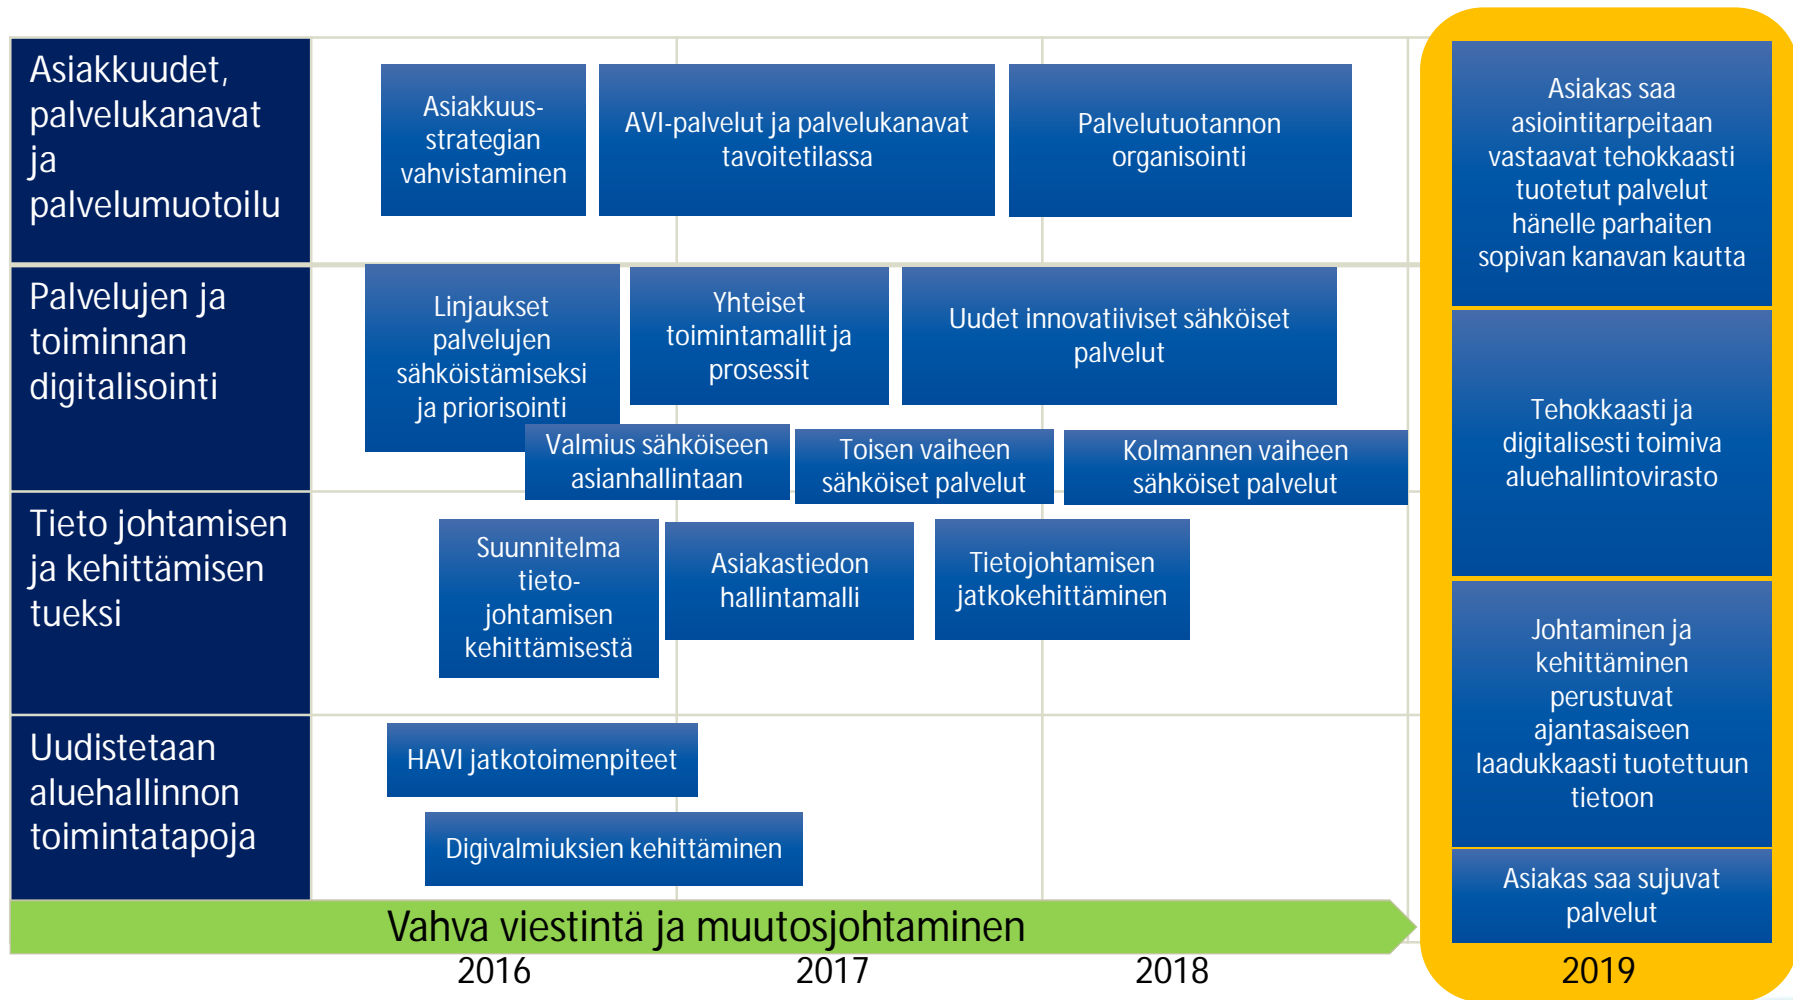 Asiakkuudet,
palvelukanavat
ja
palvelumuotoilu
Asiakkuus-
strategian
vahvistaminen
AVI-palvelut ja palvelukanavat
tavoitetilassa
Palvelutuotannon
organisointi
Asiakas saa
asiointitarpeitaan
vastaavat tehokkaasti
tuotetut palvelut
hänelle parhaiten
sopivan kanavan kautta
Palvelujen ja
toiminnan
digitalisointi
Linjaukset
palvelujen
sähköistämiseksi
ja priorisointi
Yhteiset
toimintamallit ja
prosessit
Uudet innovatiiviset sähköiset
palvelut
Valmius sähköiseen
asianhallintaan
Toisen vaiheen
sähköiset palvelut
Kolmannen vaiheen
sähköiset palvelut
Tehokkaasti ja
digitalisesti toimiva
aluehallintovirasto
Tieto johtamisen
ja kehittämisen
tueksi
Suunnitelma
tieto-
johtamisen
kehittämisestä
Asiakastiedon
hallintamalli
Tietojohtamisen
jatkokehittäminen
Johtaminen ja
kehittäminen
perustuvat
ajantasaiseen
laadukkaasti tuotettuun
tietoon
Uudistetaan
aluehallinnon
toimintatapoja
HAVI jatkotoimenpiteet
Digivalmiuksien kehittäminen
Asiakas saa sujuvat
palvelut
Vahva viestintä ja muutosjohtaminen
2016 2017 2018 2019